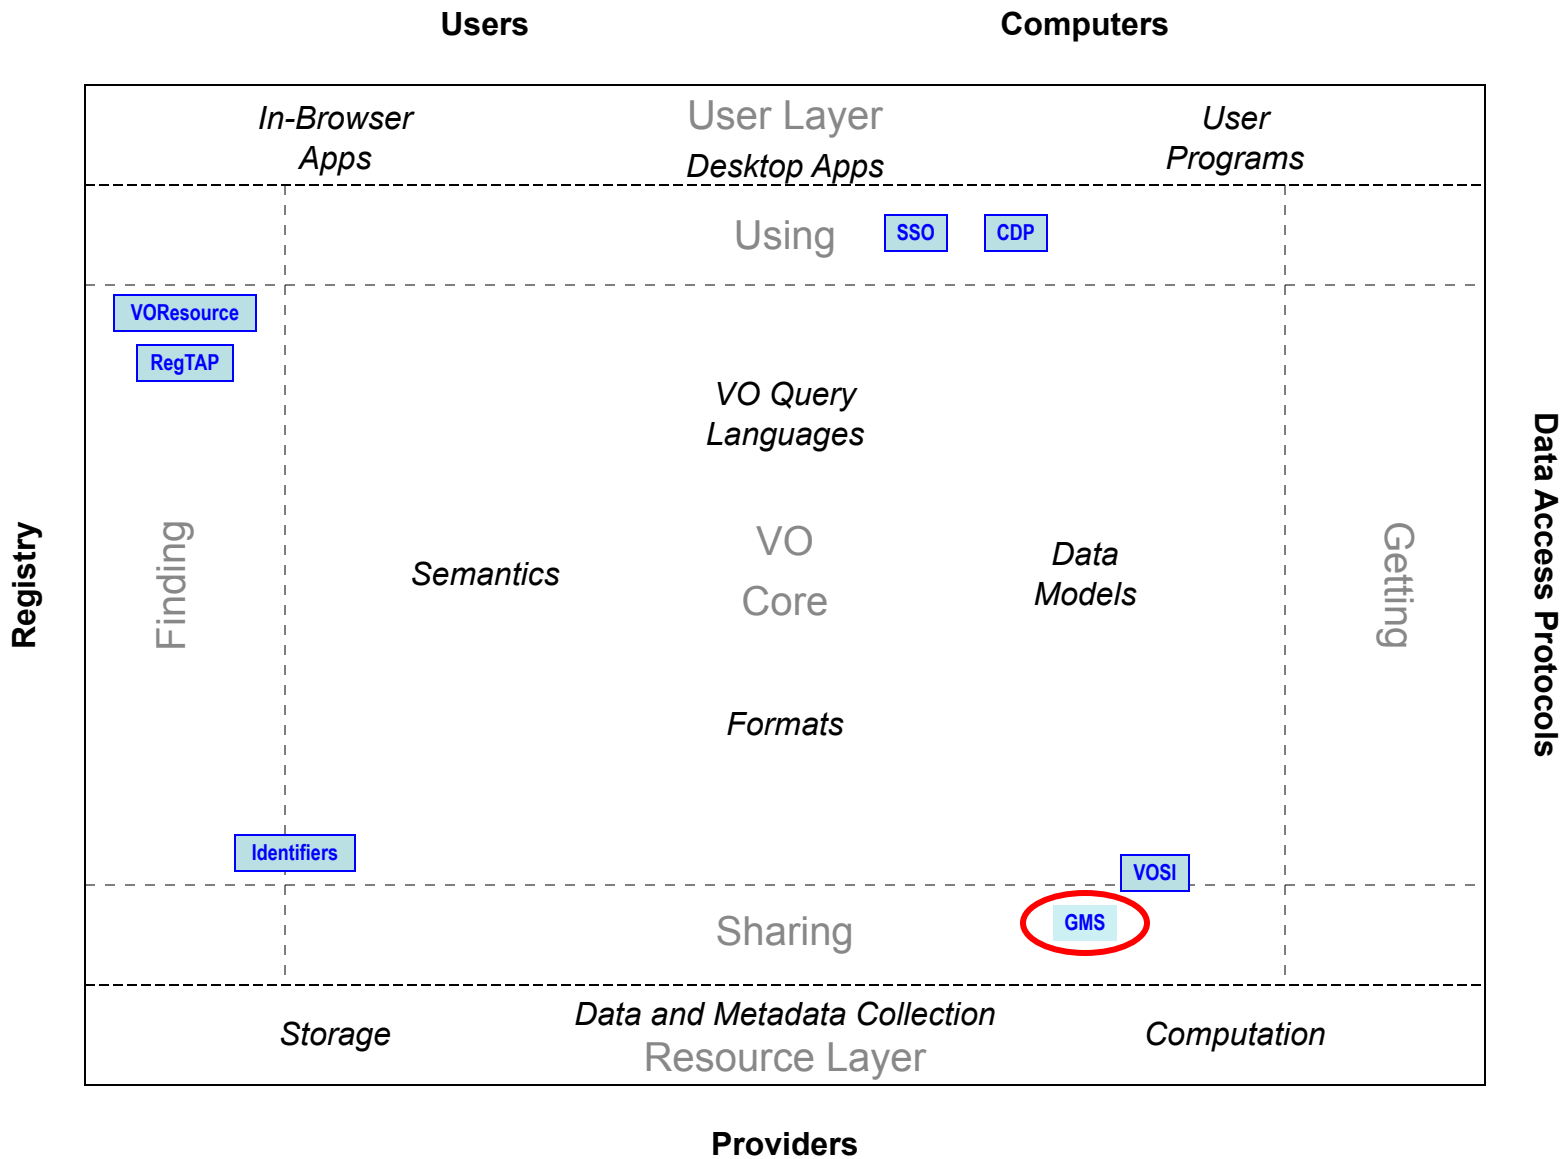 Users
Computers
In-Browser
Apps
User Layer
Desktop Apps
User
Programs
Using
SSO
CDP
VOResource
RegTAP
VO Query
Languages
Registry
Finding
Semantics
VO
Core
Data
Models
Getting
Data Access Protocols
Formats
Identifiers
VOSI
Sharing
GMS
Storage
Data and Metadata Collection
Computation
Resource Layer
Providers